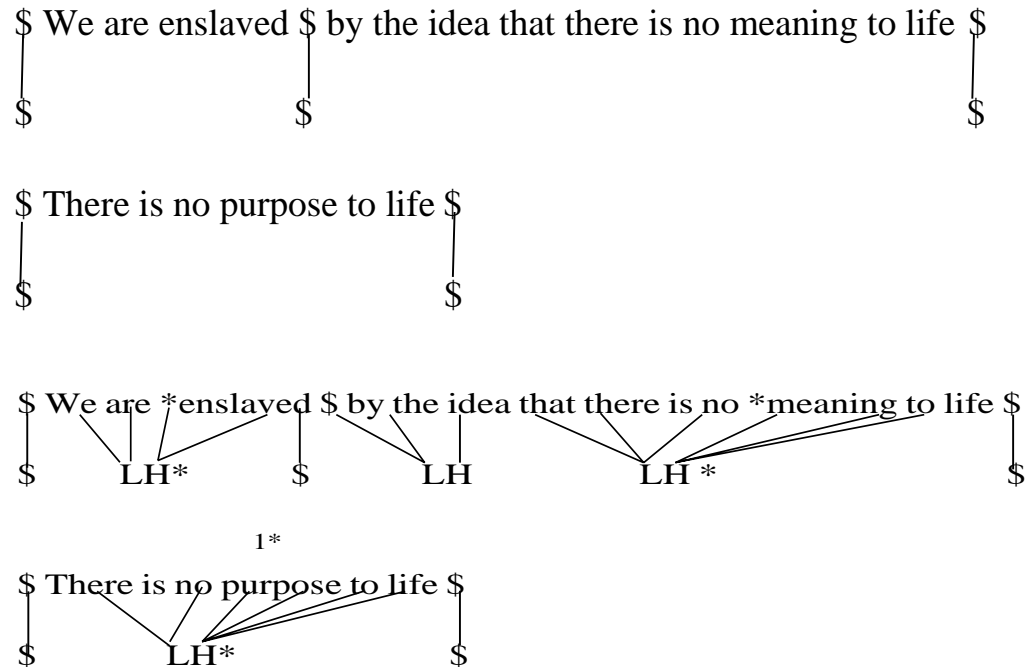 $ We are enslaved $ by the idea that there is no meaning to life $
$ $ $
$ There is no purpose to life $
$ $
$ We are *enslaved $ by the idea that there is no *meaning to life $
$ LH* $ LH LH * $
1*
$ There is no purpose to life $
$ LH* $